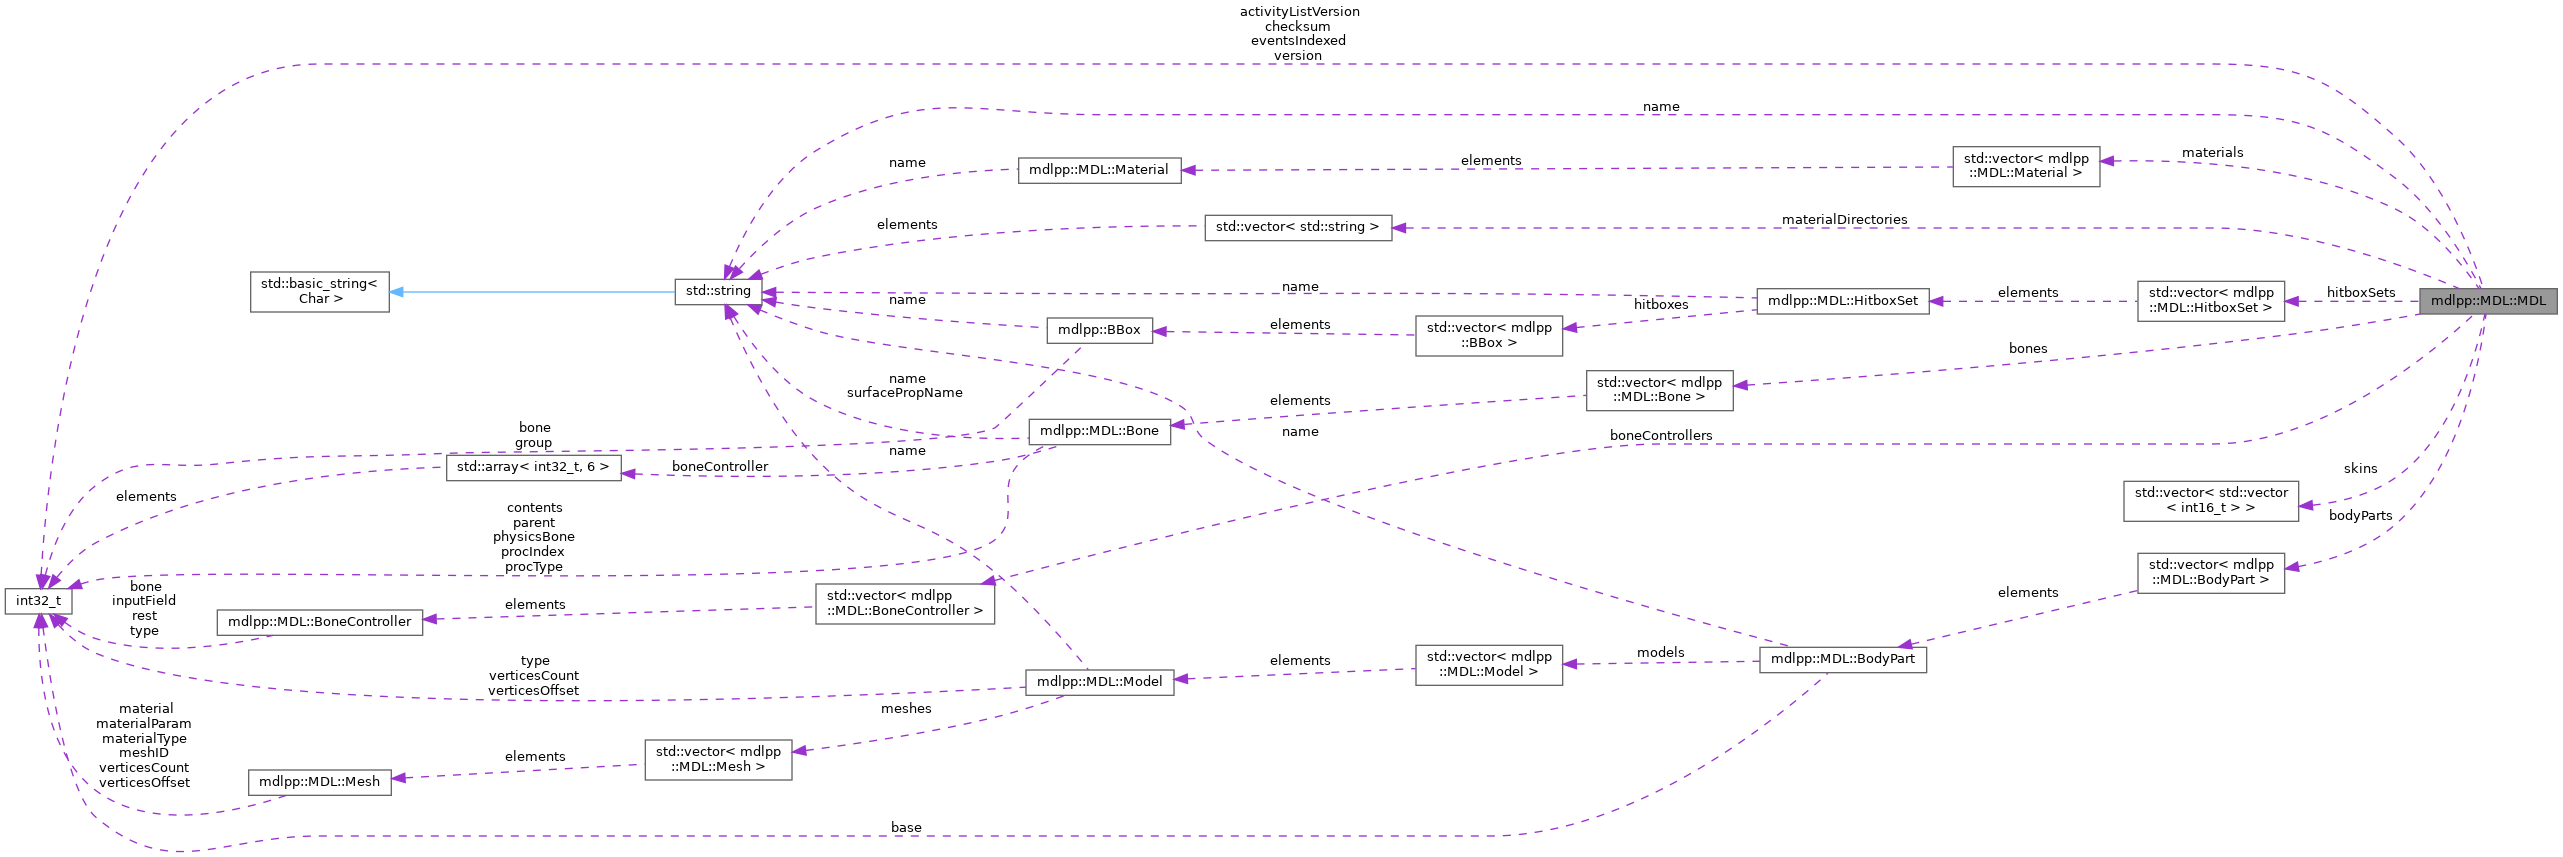 activityListVersion
checksum
eventsIndexed
version
name
materials
std::vector< mdlpp
::MDL::Material >
elements
mdlpp::MDL::Material
name
materialDirectories
std::vector< std::string >
elements
std::basic_string<
Char >
std::string
name
mdlpp::MDL::HitboxSet
elements
std::vector< mdlpp
::MDL::HitboxSet >
hitboxSets
mdlpp::MDL::MDL
hitboxes
name
mdlpp::BBox
elements
std::vector< mdlpp
::BBox >
bones
std::vector< mdlpp
::MDL::Bone >
elements
name
surfacePropName
mdlpp::MDL::Bone
name
bone
group
name
boneControllers
std::array< int32_t, 6 >
boneController
elements
skins
std::vector< std::vector
< int16_t > >
bodyParts
contents
parent
physicsBone
procIndex
procType
std::vector< mdlpp
::MDL::BodyPart >
elements
int32_t
bone
inputField
rest
type
mdlpp::MDL::BoneController
elements
std::vector< mdlpp
::MDL::BoneController >
type
verticesCount
verticesOffset
mdlpp::MDL::Model
elements
std::vector< mdlpp
::MDL::Model >
models
mdlpp::MDL::BodyPart
meshes
material
materialParam
materialType
meshID
verticesCount
verticesOffset
mdlpp::MDL::Mesh
elements
std::vector< mdlpp
::MDL::Mesh >
base